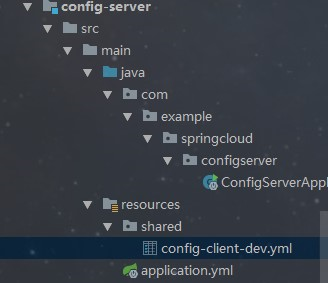 config-server
src
main
java
com
example
springcloud
configserver
ConfigServerAppl
resources
shared
config-client-dev.yml
application.yml